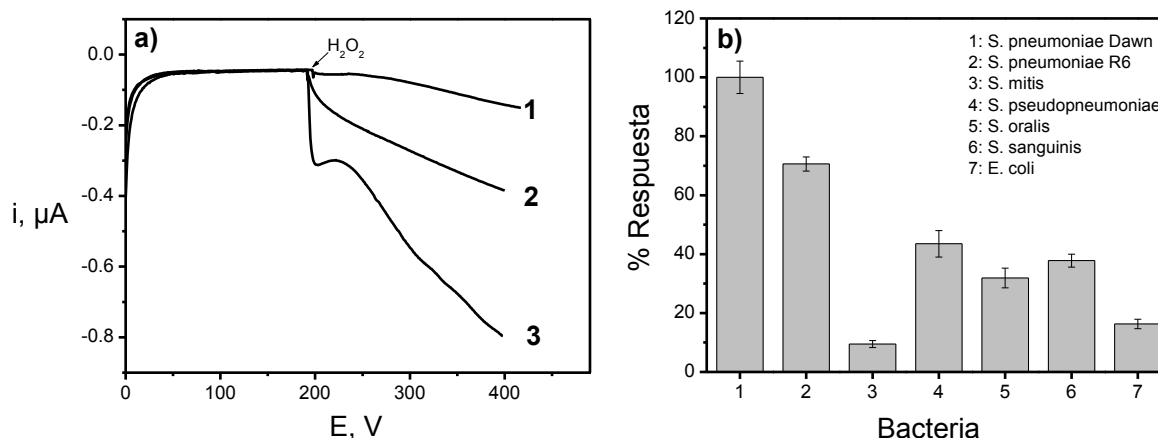 a)
H₂O₂
0.0
-0.2
-0.4
-0.6
-0.8
i, µA
1
2
3
0 100 200 300 400
E, V
b)
1: S. pneumoniae Dawn
2: S. pneumoniae R6
3: S. mitis
4: S. pseudopneumoniae
5: S. oralis
6: S. sanguinis
7: E. coli
120
100
80
60
40
20
0
% Respuesta
1 2 3 4 5 6 7
Bacteria